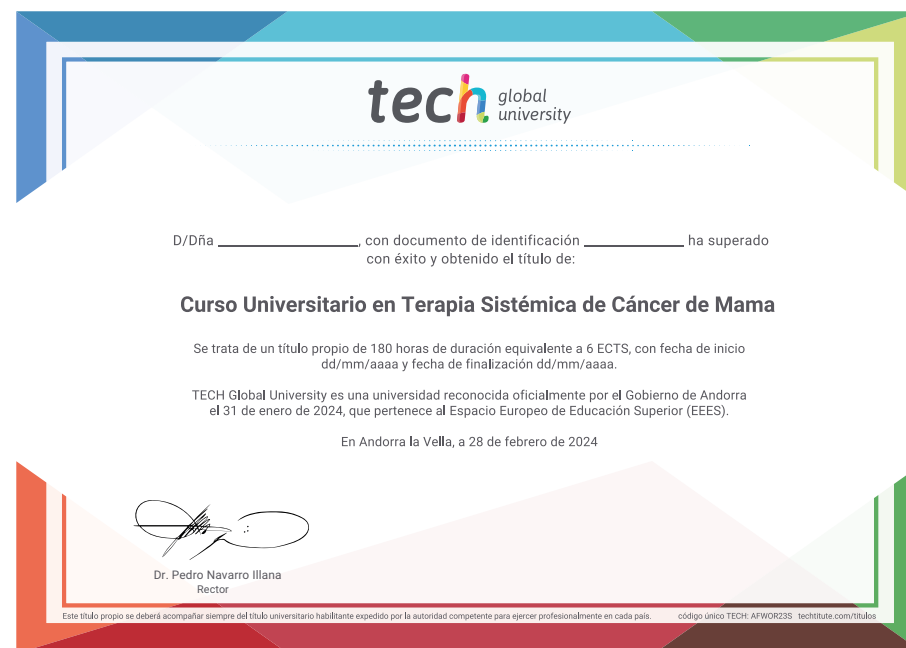 tech global university
D/Dña ____________________, con documento de identificación ______________ ha superado
con éxito y obtenido el título de:
Curso Universitario en Terapia Sistémica de Cáncer de Mama
Se trata de un título propio de 180 horas de duración equivalente a 6 ECTS, con fecha de inicio
dd/mm/aaaa y fecha de finalización dd/mm/aaaa.
TECH Global University es una universidad reconocida oficialmente por el Gobierno de Andorra
el 31 de enero de 2024, que pertenece al Espacio Europeo de Educación Superior (EEES).
En Andorra la Vella, a 28 de febrero de 2024
Dr. Pedro Navarro Illana
Rector
Este título propio se deberá acompañar siempre del título universitario habilitante expedido por la autoridad competente para ejercer profesionalmente en cada país. código único TECH: AFWOR23S techtitute.com/titulos